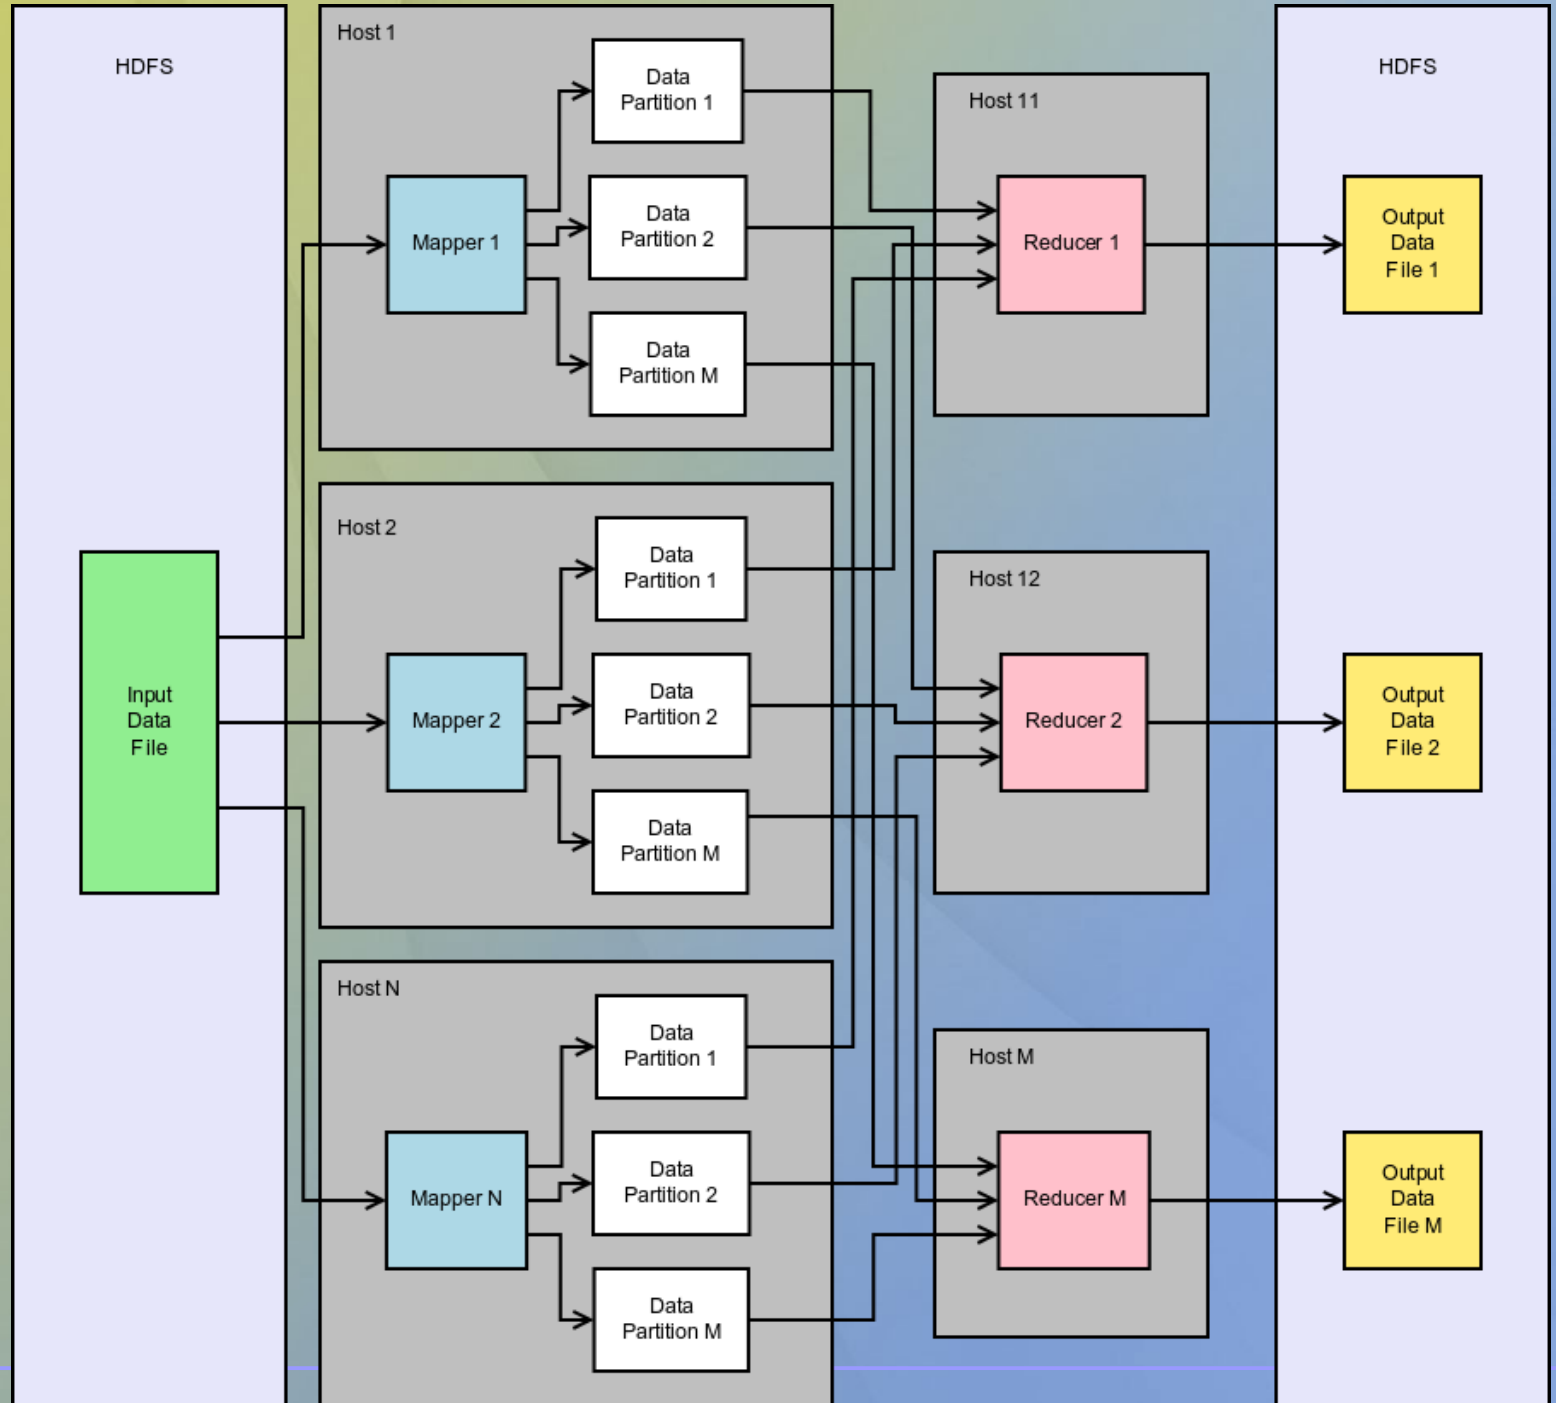 HDFS
Input
Data
File
Host 1
Mapper 1
Data
Partition 1
Data
Partition 2
Data
Partition M
Host 2
Mapper 2
Data
Partition 1
Data
Partition 2
Data
Partition M
Host N
Mapper N
Data
Partition 1
Data
Partition 2
Data
Partition M
Host 11
Reducer 1
Host 12
Reducer 2
Host M
Reducer M
HDFS
Output
Data
File 1
Output
Data
File 2
Output
Data
File M